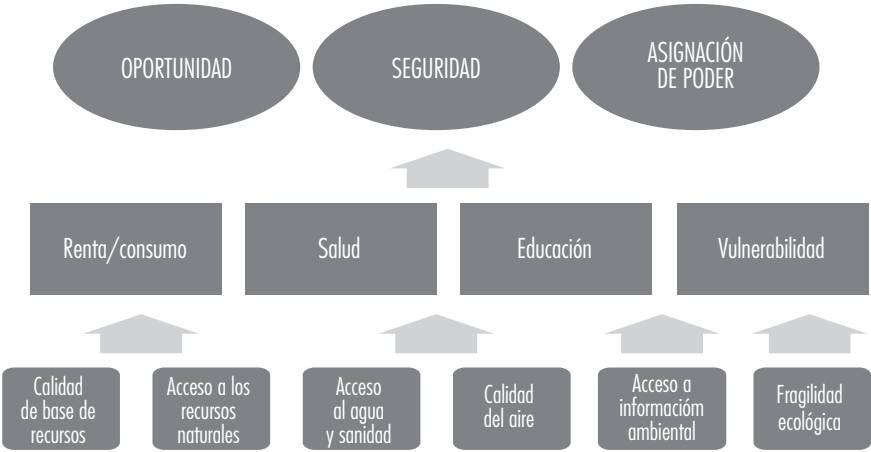 OPORTUNIDAD
SEGURIDAD
ASIGNACIÓN
DE PODER
Renta/consumo
Salud
Educación
Vulnerabilidad
Calidad
de base de
recursos
Acceso a los
recursos
naturales
Acceso
al agua
y sanidad
Calidad
del aire
Acceso a
informacióm
ambiental
Fragilidad
ecológica